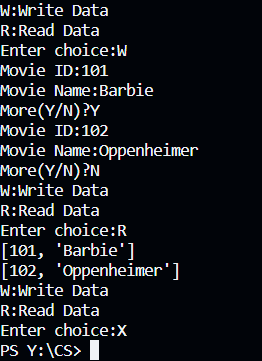 W:Write Data
R:Read Data
Enter choice:W
Movie ID:101
Movie Name:Barbie
More(Y/N)?Y
Movie ID:102
Movie Name:Oppenheimer
More(Y/N)?N
W:Write Data
R:Read Data
Enter choice:R
[101, 'Barbie']
[102, 'Oppenheimer']
W:Write Data
R:Read Data
Enter choice:X
PS Y:\CS>